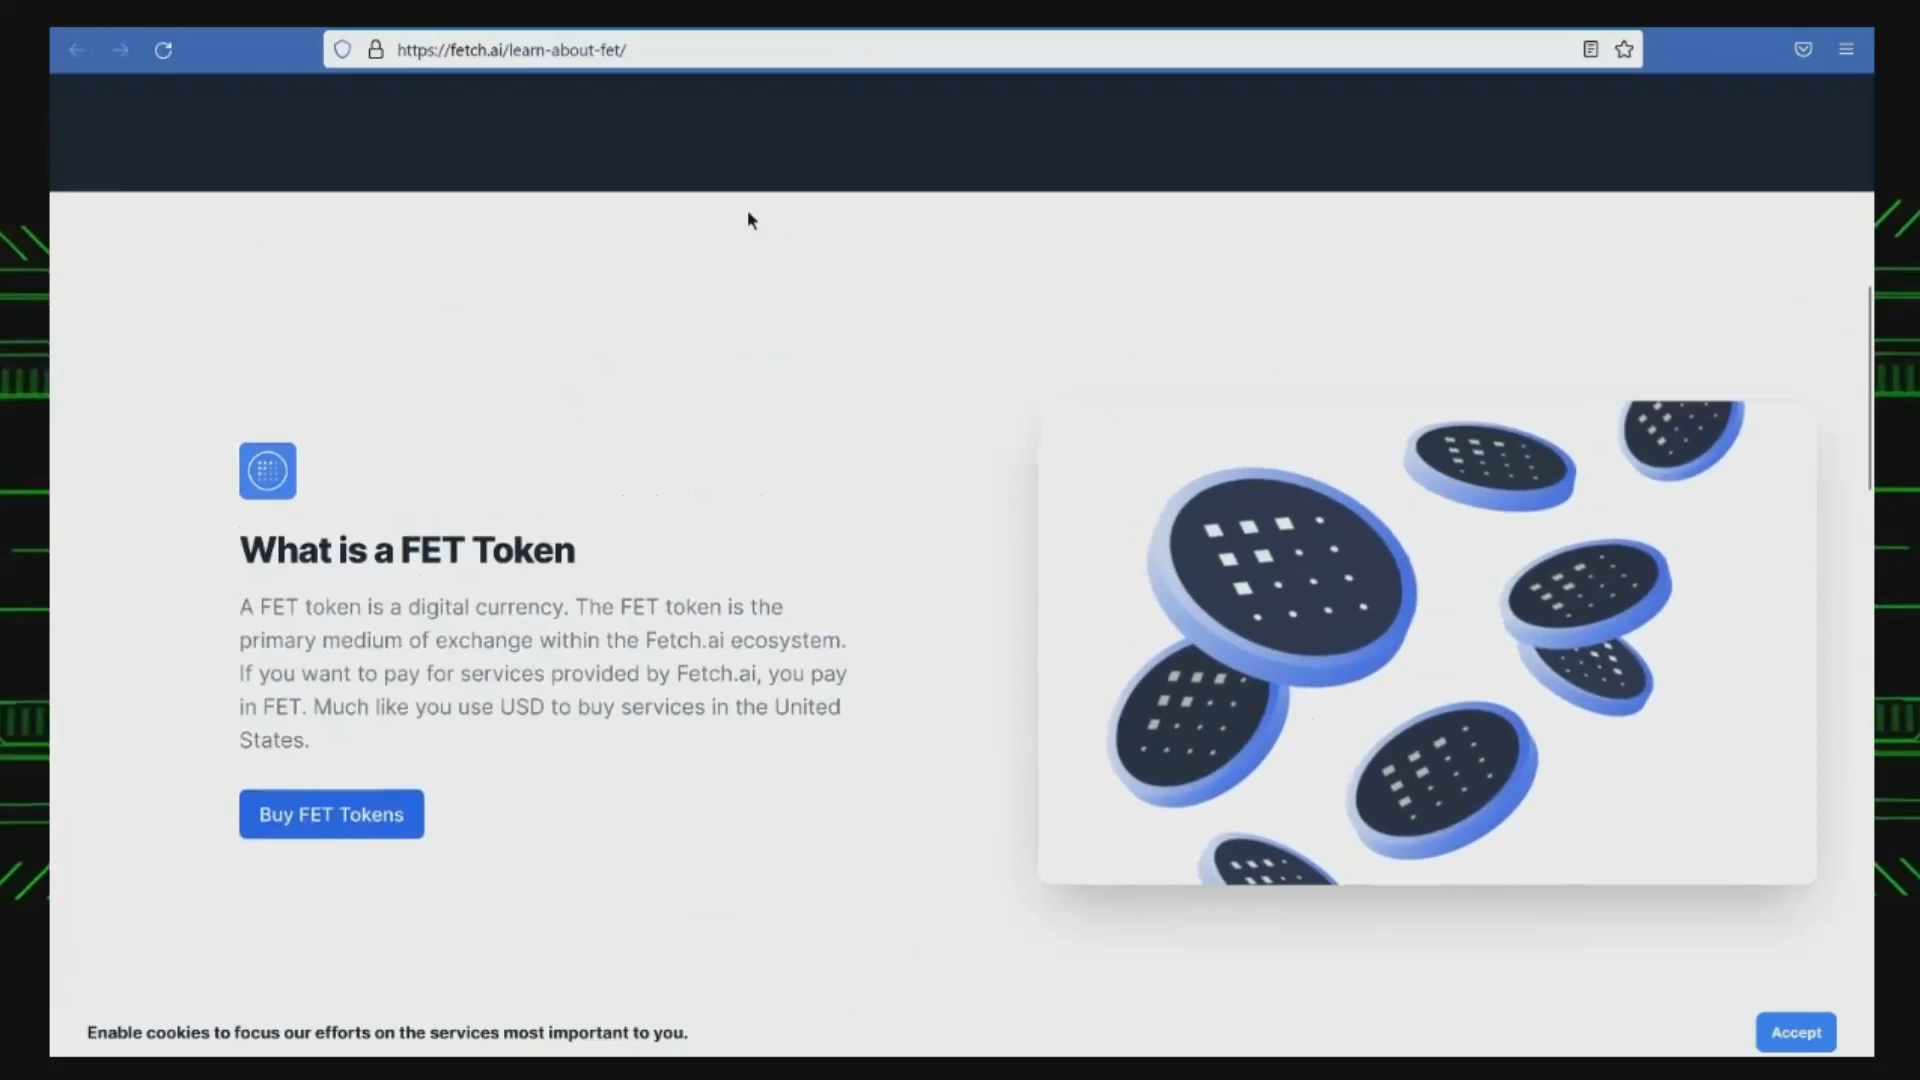 https://fetch.ai/learn-about-fet/
What is a FET Token
A FET token is a digital currency. The FET token is the
primary medium of exchange within the Fetch.ai ecosystem.
If you want to pay for services provided by Fetch.ai, you pay
in FET. Much like you use USD to buy services in the United
States.
Buy FET Tokens
Enable cookies to focus our efforts on the services most important to you.
Accept